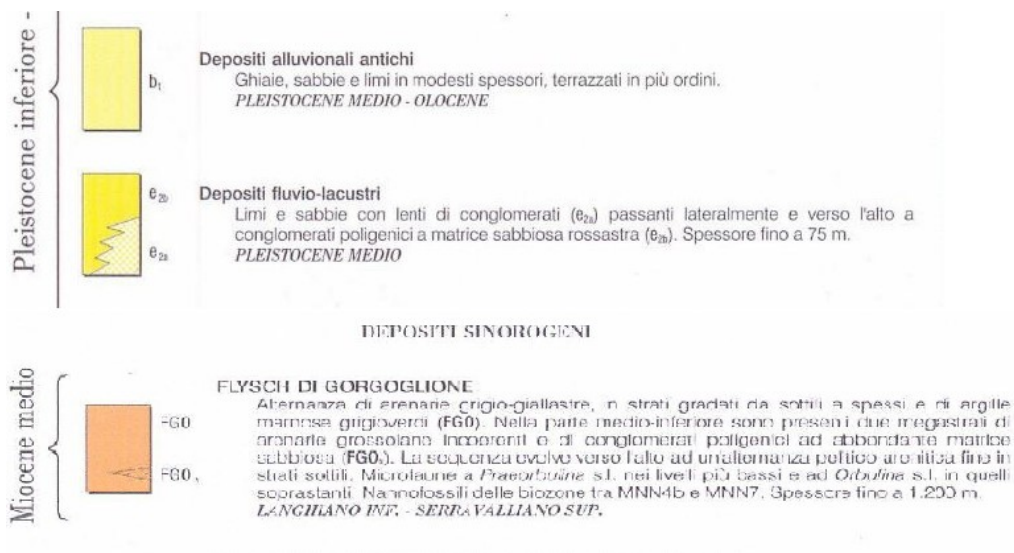 Pleistocene inferiore -
b1
Depositi alluvionali antichi
Ghiaie, sabbie e limi in modesti spessori, terrazzati in più ordini.
PLEISTOCENE MEDIO - OLOCENE
e2b
e2a
Depositi fluvio-lacustri
Limi e sabbie con lenti di conglomerati (e2a) passanti lateralmente e verso l'alto a
conglomerati poligenici a matrice sabbiosa rossastra (e2b). Spessore fino a 75 m.
PLEISTOCENE MEDIO
DEPOSITI SINOROGENI
Miocene medio
FGO
FGO
FLYSCH DI GORGOGLIONE
Alternanza di arenarie grigio-giallastre, in strati gradati da sottili a spessi e di argille
marnose grigioverdi (FGO). Nella parte medio-inferiore sono presenti due megastrati di
arenarie grossolane incoerenti e di conglomerati poligenici ad abbondante matrice
sabbiosa (FGO). La sequenza evolve verso l'alto ad un'alternanza pelitico arenitica fine in
strati sottili. Microfaune a Praeorbulina s.l. nei livelli più bassi e ad Orbulina s.l. in quelli
soprastanti. Nannofossili delle biozone tra MNN4b e MNN7. Spessore fino a 1.200 m.
LANGHIANO INF. - SERRAVALLIANO SUP.